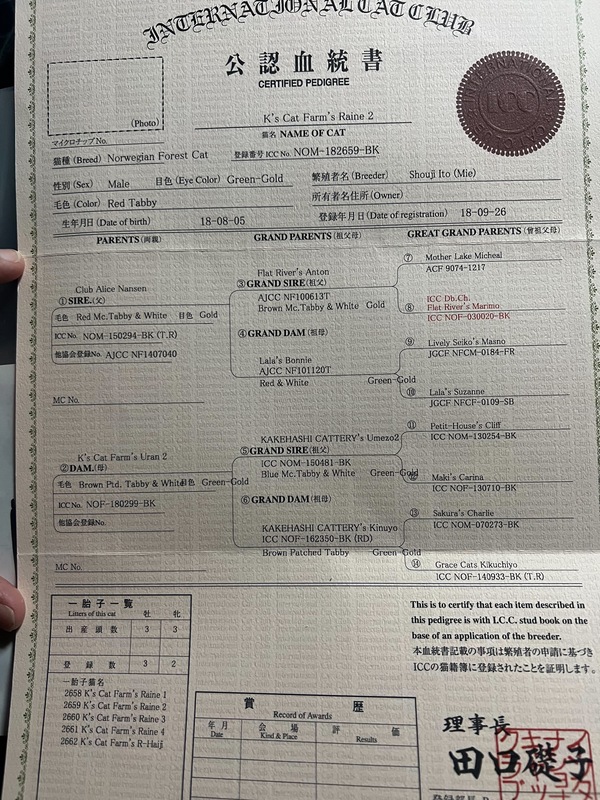 INTERNATIONAL CAT CLUB
公認血統書
CERTIFIED PEDIGREE
(Photo)
K's Cat Farm's Raine 2
猫名 NAME OF CAT
マイクロチップNo.
猫種 (Breed) Norwegian Forest Cat 登録番号 ICC No. NOM-182659-BK
性別 (Sex) Male 目色 (Eye Color) Green-Gold 繁殖者名 (Breeder) Shouji Ito (Mie)
毛色 (Color) Red Tabby 所有者名住所 (Owner)
生年月日 (Date of birth) 18-08-05 登録年月日 (Date of registration) 18-09-26
PARENTS (両親) GRAND PARENTS (祖父母) GREAT GRAND PARENTS (曾祖父母)
Club Alice Nansen
①SIRE.(父)
毛色 Red Mc.Tabby & White 目色 Gold
ICC No. NOM-150294-BK (T.R)
他協会登録No. AJCC NF1407040
MC No.
K's Cat Farm's Uran 2
②DAM.(母)
毛色 Brown Ptd. Tabby & White 目色 Green-Gold
ICC No. NOF-180299-BK
他協会登録No.
MC No.
Flat River's Anton
③GRAND SIRE(祖父)
AJCC NF100613T
Brown Mc.Tabby & White Gold
④GRAND DAM (祖母)
Lala's Bonnie
AJCC NF101120T
Red & White Green-Gold
KAKEHASHI CATTERY's Umezo2
⑤GRAND SIRE(祖父)
ICC NOM-150481-BK
Blue Mc.Tabby & White Green-Gold
⑥GRAND DAM(祖母)
KAKEHASHI CATTERY's Kinuyo
ICC NOF-162350-BK (RD)
Brown Patched Tabby Green-Gold
⑦ Mother Lake Micheal
ACF 9074-1217
ICC Db.Ch.
⑧ Flat River's Marimo
ICC NOF-030020-BK
⑨ Lively Seiko's Masno
JGCF NFCM-0184-FR
⑩ Lala's Suzanne
JGCF NFCF-0109-SB
⑪ Petit-House's Cliff
ICC NOM-130254-BK
⑫ Maki's Carina
ICC NOF-130710-BK
⑬ Sakura's Charlie
ICC NOM-070273-BK
⑭ Grace Cats Kikuchiyo
ICC NOF-140933-BK (T.R)
一胎子一覧
Litters of this cat 牡 牝
出産頭数 3 3
登録数 3 2
一胎子猫名
2658 K's Cat Farm's Raine 1
2659 K's Cat Farm's Raine 2
2660 K's Cat Farm's Raine 3
2661 K's Cat Farm's Raine 4
2662 K's Cat Farm's R-Haiji
賞歴
Record of Awards
年月 会場 評価
Date Kind & Place Results
This is to certify that each item described in
this pedigree is with I.C.C. stud book on the
base of an application of the breeder.
本血統書記載の事項は繁殖者の申請に基づき
ICCの猫籍簿に登録されたことを証明します。
理事長
田口礎子